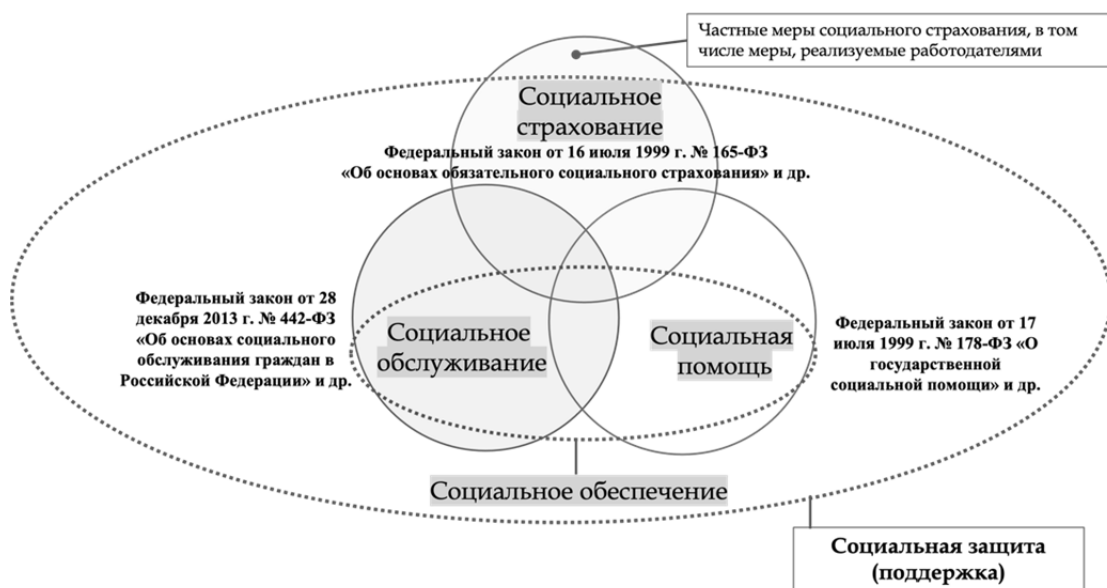 Частные меры социального страхования, в том
числе меры, реализуемые работодателями
Социальное
страхование
Федеральный закон от 16 июля 1999 г. № 165-ФЗ
«Об основах обязательного социального страхования» и др.
Федеральный закон от 28
декабря 2013 г. № 442-ФЗ
«Об основах социального
обслуживания граждан в
Российской Федерации» и др.
Социальное
обслуживание
Социальная
помощь
Федеральный закон от 17
июля 1999 г. № 178-ФЗ «О
государственной
социальной помощи» и др.
Социальное обеспечение
Социальная защита
(поддержка)